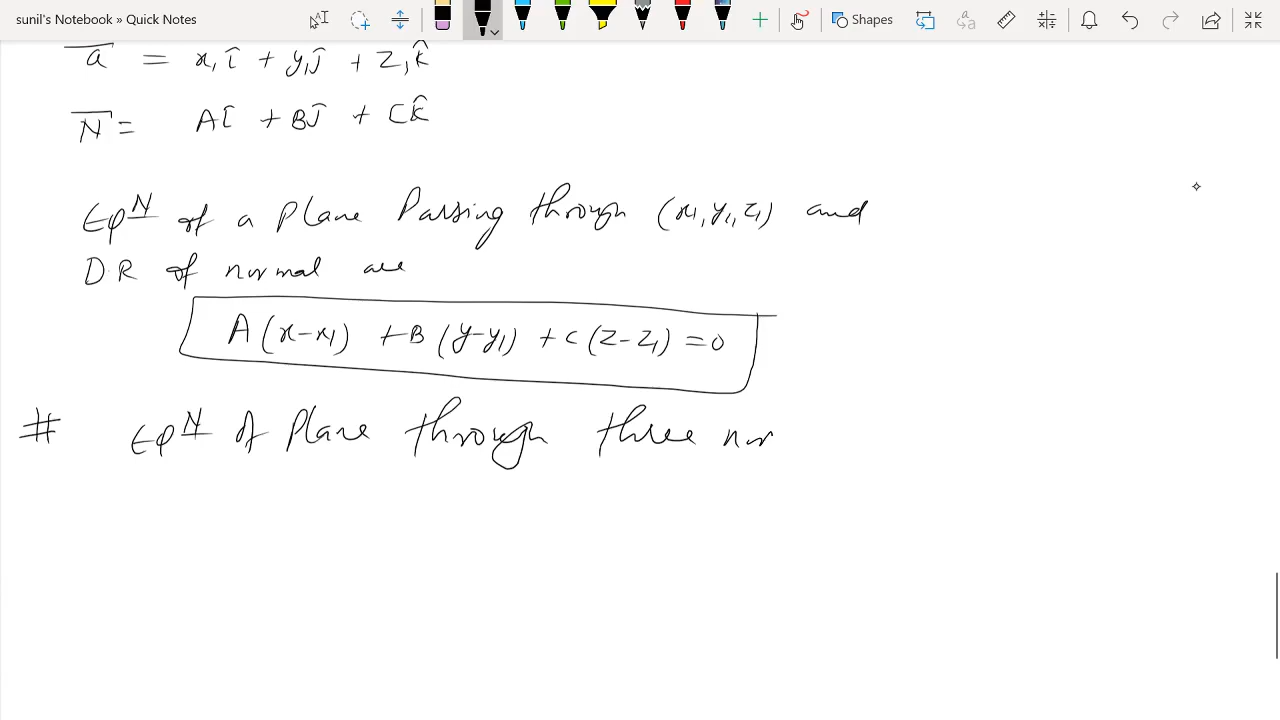 sunil's Notebook » Quick Notes
Shapes
a̅ = x₁î + y₁ĵ + z₁k̂
N̅ = Aî + Bĵ + Ck̂
Eqᴺ of a Plane Passing through (x₁, y₁, z₁) and
D.R of normal are
A(x-x₁) + B(y-y₁) + C(z-z₁) = 0
# Eqᴺ of Plane through three nor